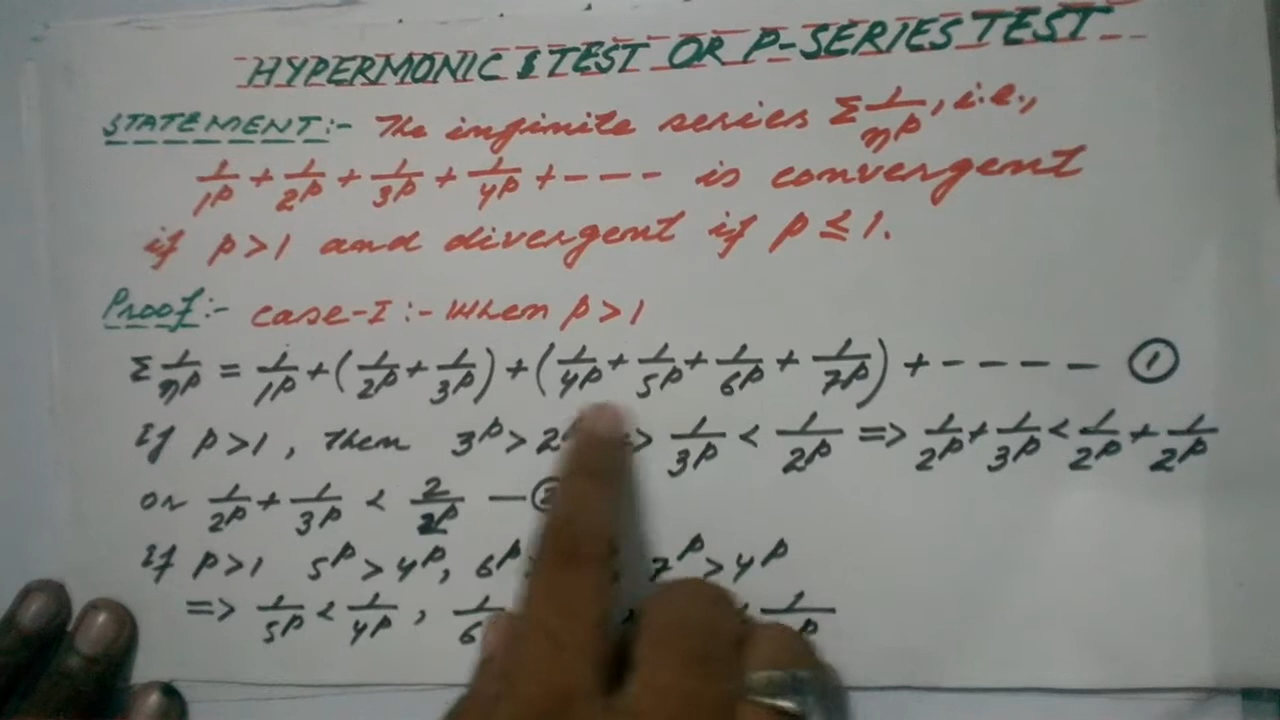 HYPERMONIC TEST OR P-SERIES TEST
STATEMENT:- The infinite series Σ 1/n^p, i.e.,
1/1^p + 1/2^p + 1/3^p + 1/4^p + --- is convergent
if p>1 and divergent if p≤1.
Proof:- case-I:- When p>1
Σ 1/n^p = 1/1^p + (1/2^p + 1/3^p) + (1/4^p + 1/5^p + 1/6^p + 1/7^p) + ----- ①
If p>1, then 3^p > 2 => 1/3^p < 1/2^p => 1/2^p + 1/3^p < 1/2^p + 1/2^p
or 1/2^p + 1/3^p < 2/2^p —
If p>1 5^p > 4^p, 6^p , 7^p > 4^p
=> 1/5^p < 1/4^p ,